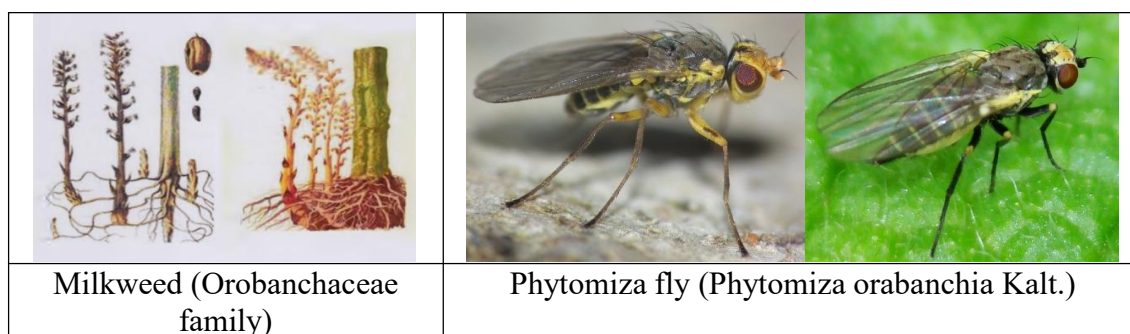 Milkweed (Orobanchaceae
family)
Phytomiza fly (Phytomiza orabanchia Kalt.)